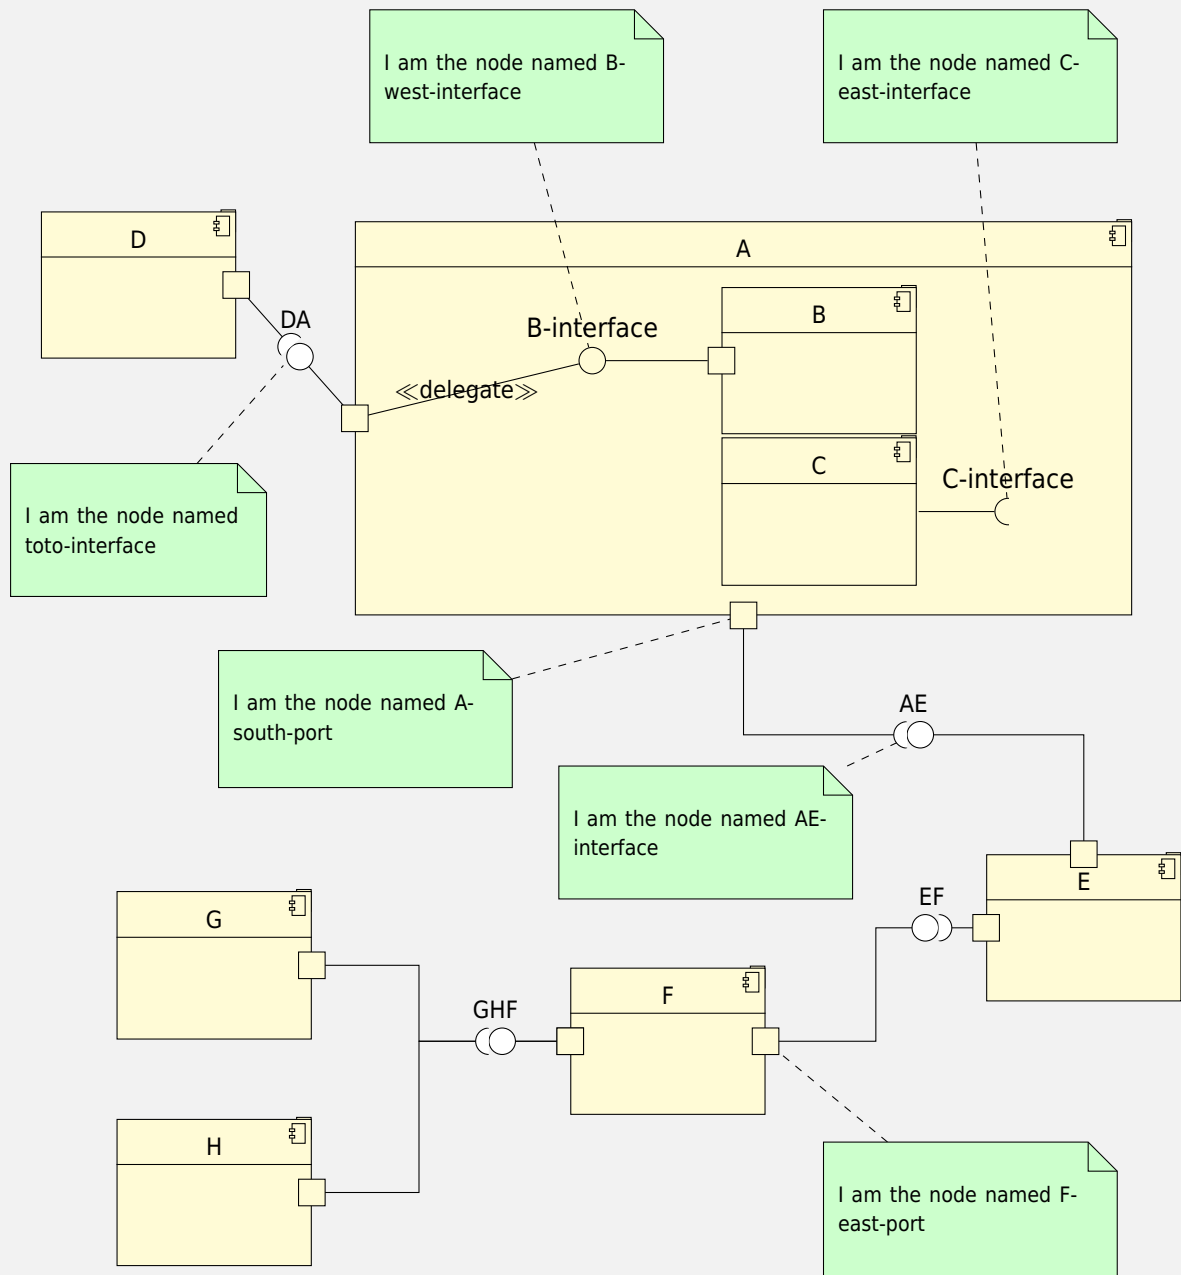 I am the node named B-
west-interface
I am the node named C-
east-interface
D
A
B
DA
B-interface
≪delegate≫
C
C-interface
I am the node named
toto-interface
I am the node named A-
south-port
AE
I am the node named AE-
interface
E
EF
G
F
GHF
H
I am the node named F-
east-port